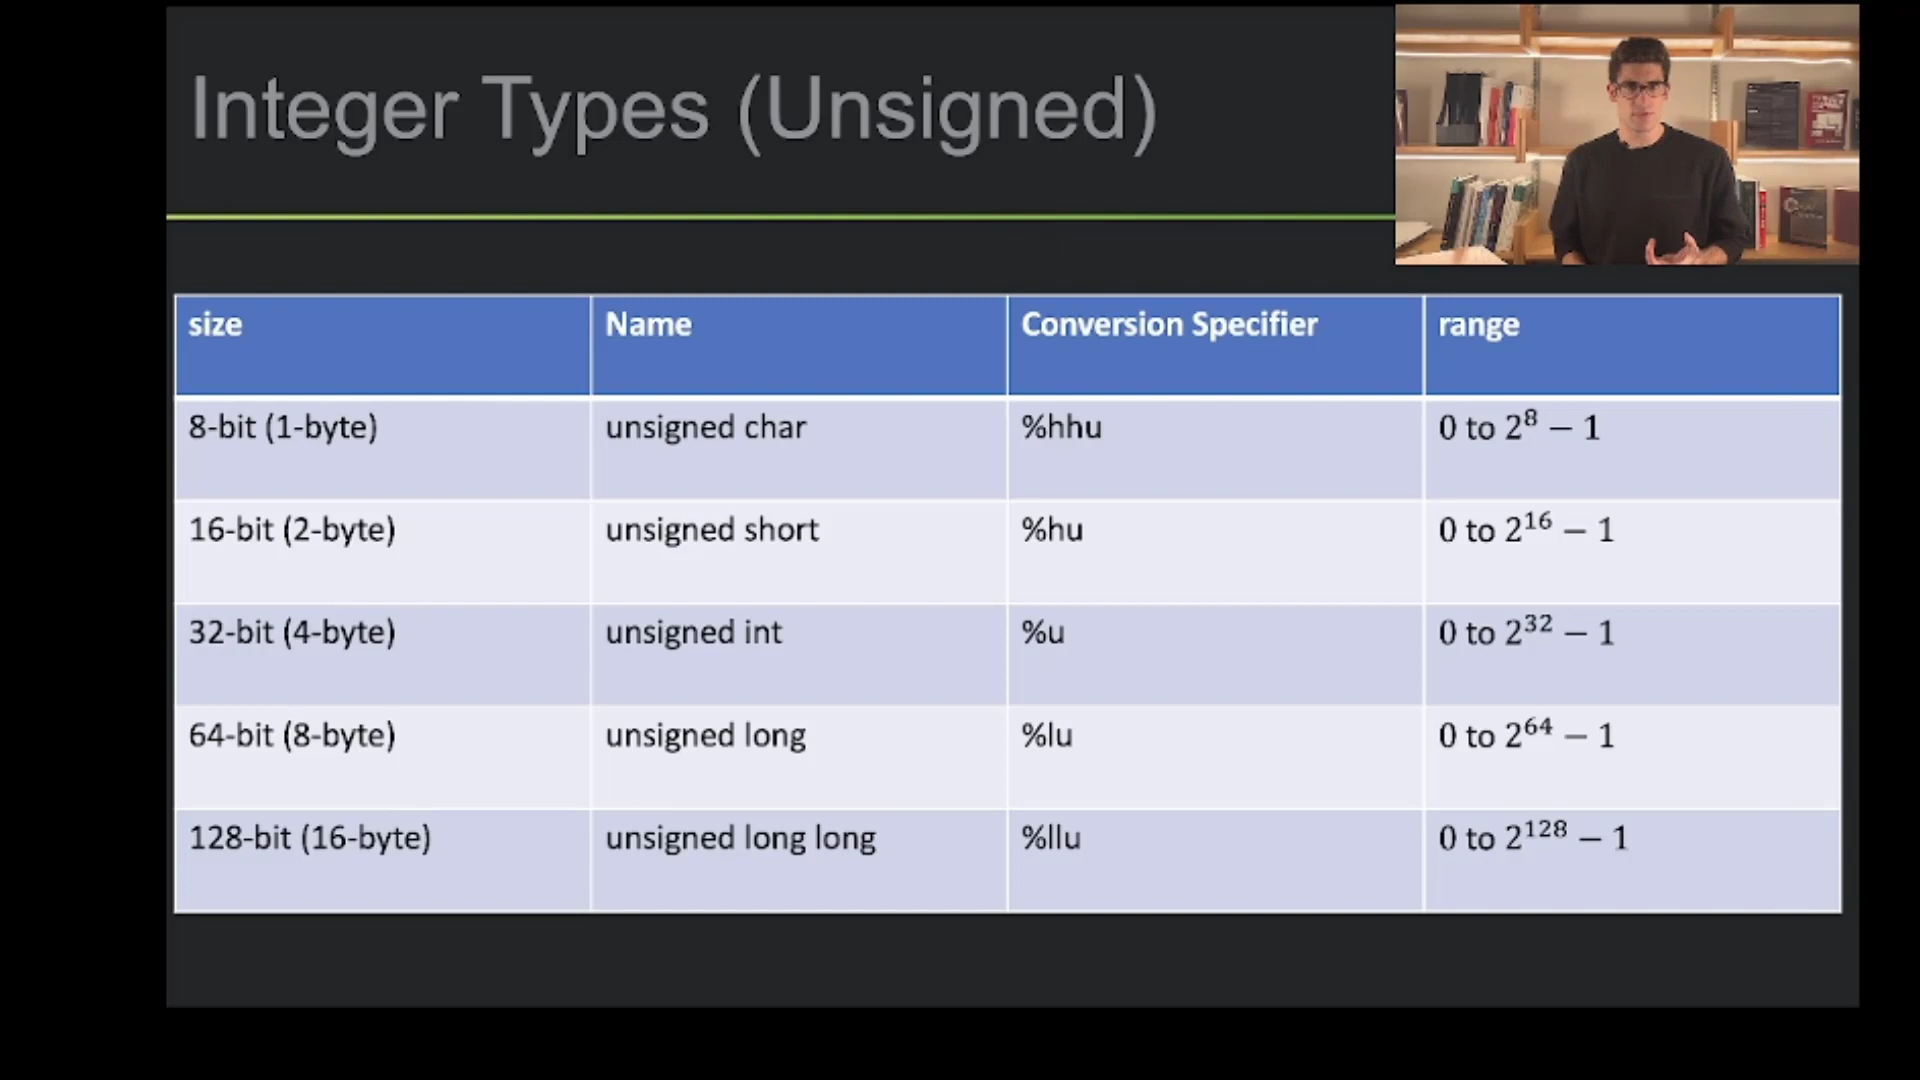 Integer Types (Unsigned)
size Name Conversion Specifier range
8-bit (1-byte) unsigned char %hhu 0 to 2⁸ − 1
16-bit (2-byte) unsigned short %hu 0 to 2¹⁶ − 1
32-bit (4-byte) unsigned int %u 0 to 2³² − 1
64-bit (8-byte) unsigned long %lu 0 to 2⁶⁴ − 1
128-bit (16-byte) unsigned long long %llu 0 to 2¹²⁸ − 1